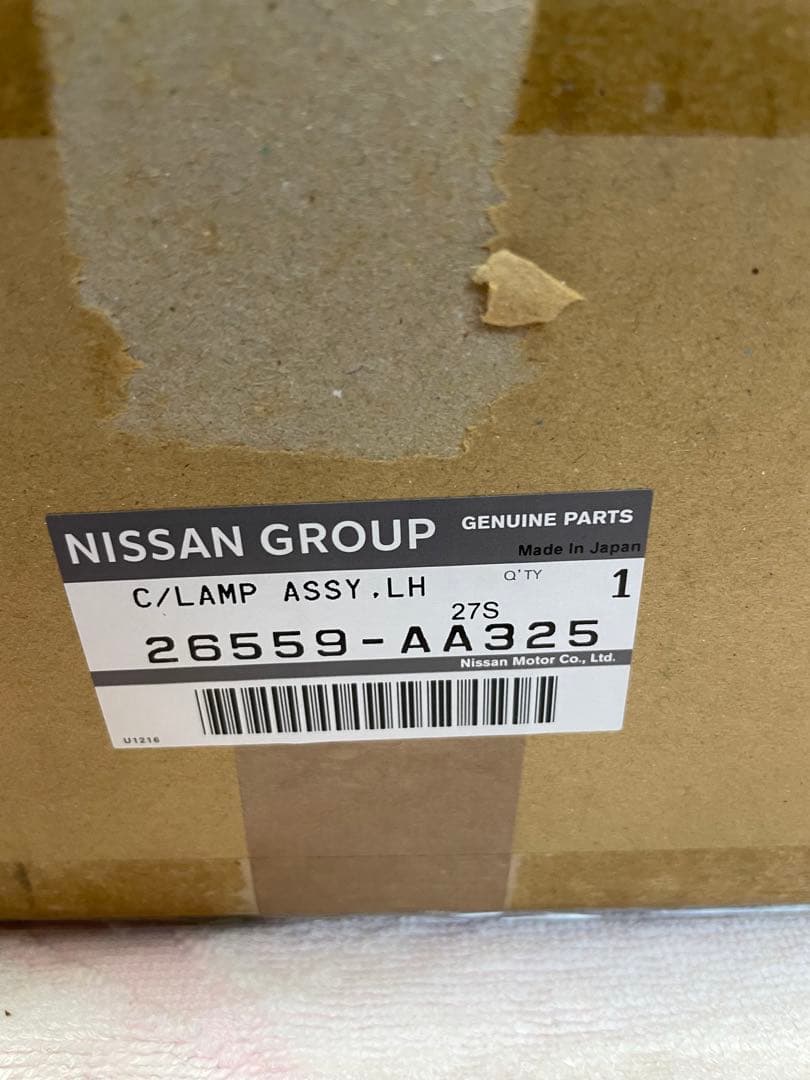 NISSAN GROUP GENUINE PARTS
Made In Japan
C/LAMP ASSY,LH Q'TY 1
27S
26559-AA325
Nissan Motor Co., Ltd.
U1216